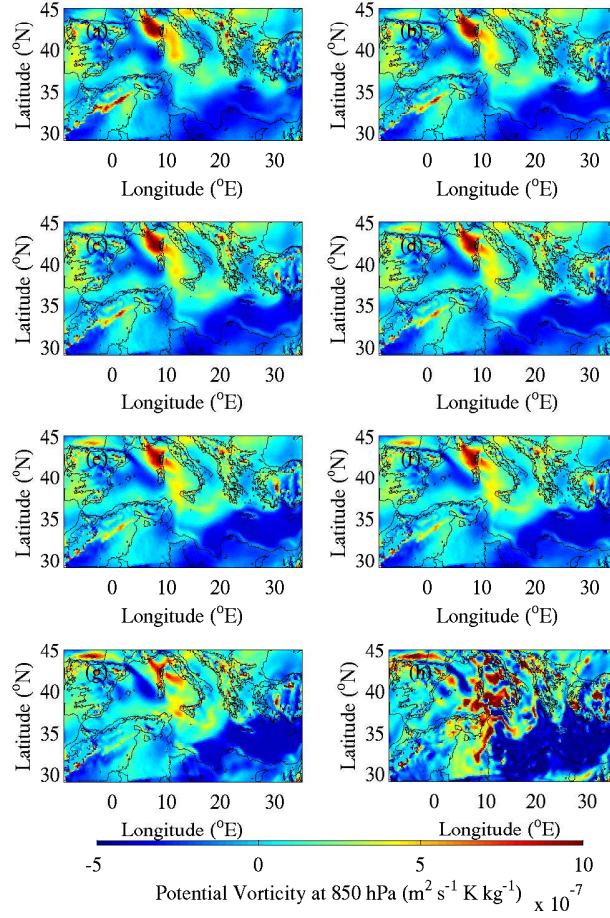 45 (a) 45 (b)
40 40
35 35
30 30
Latitude (°N) Latitude (°N)
0 10 20 30 0 10 20 30
Longitude (°E) Longitude (°E)
45 (c) 45 (d)
40 40
35 35
30 30
Latitude (°N) Latitude (°N)
0 10 20 30 0 10 20 30
Longitude (°E) Longitude (°E)
45 (e) 45 (f)
40 40
35 35
30 30
Latitude (°N) Latitude (°N)
0 10 20 30 0 10 20 30
Longitude (°E) Longitude (°E)
45 (g) 45 (h)
40 40
35 35
30 30
Latitude (°N) Latitude (°N)
0 10 20 30 0 10 20 30
Longitude (°E) Longitude (°E)
-5 0 5 10
Potential Vorticity at 850 hPa (m² s⁻¹ K kg⁻¹) x 10⁻⁷